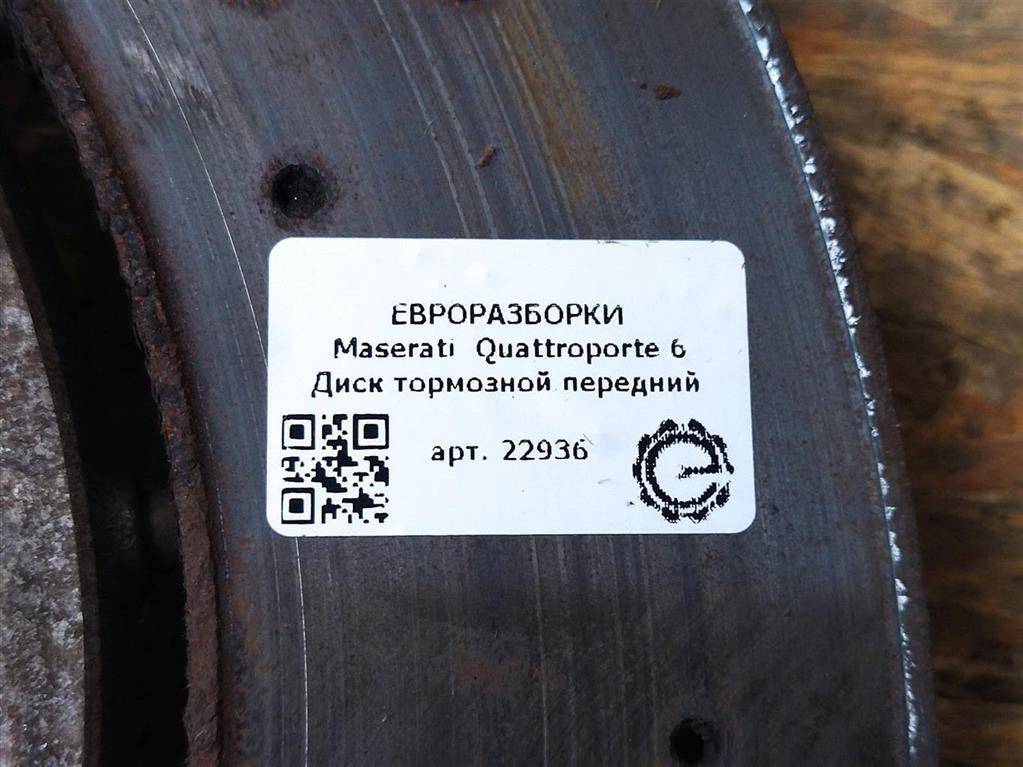 ЕВРОРАЗБОРКИ
Maserati Quattroporte 6
Диск тормозной передний
арт. 22936